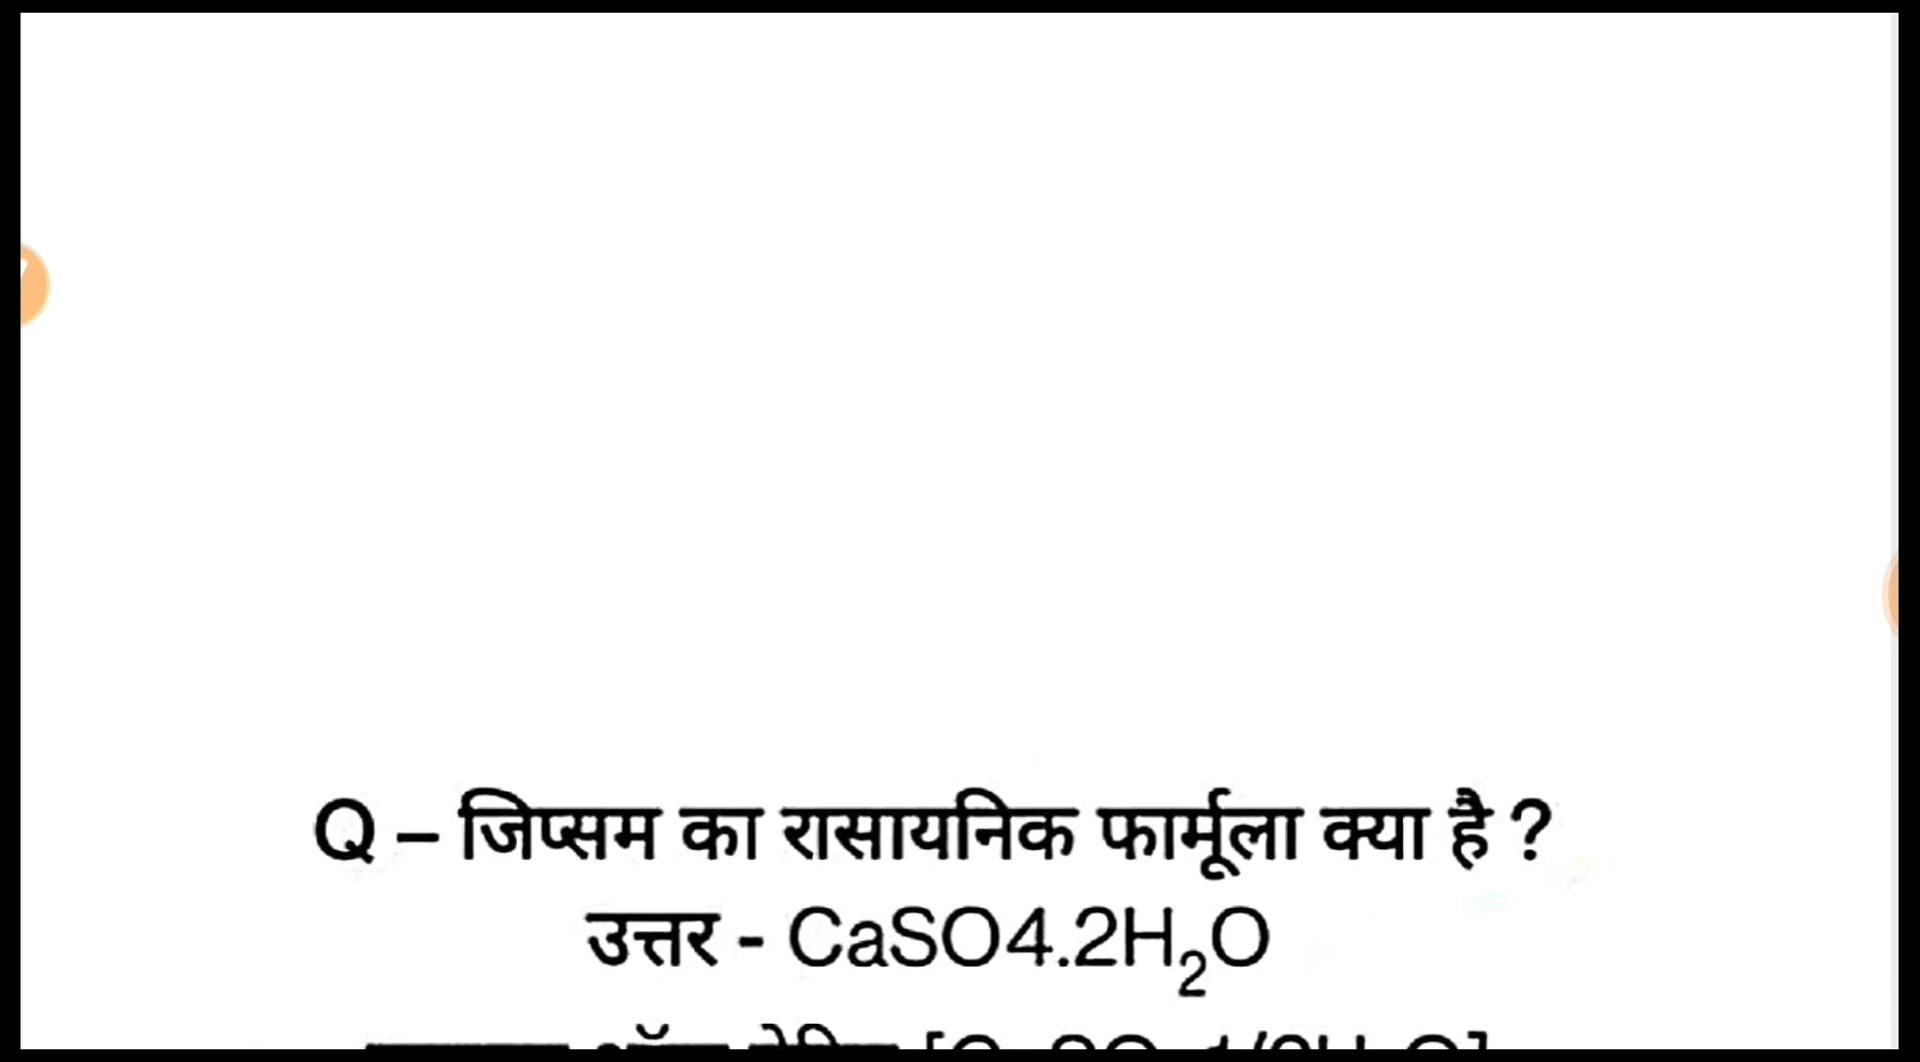 Q – जिप्सम का रासायनिक फार्मूला क्या है ?
उत्तर - CaSO4.2H₂O